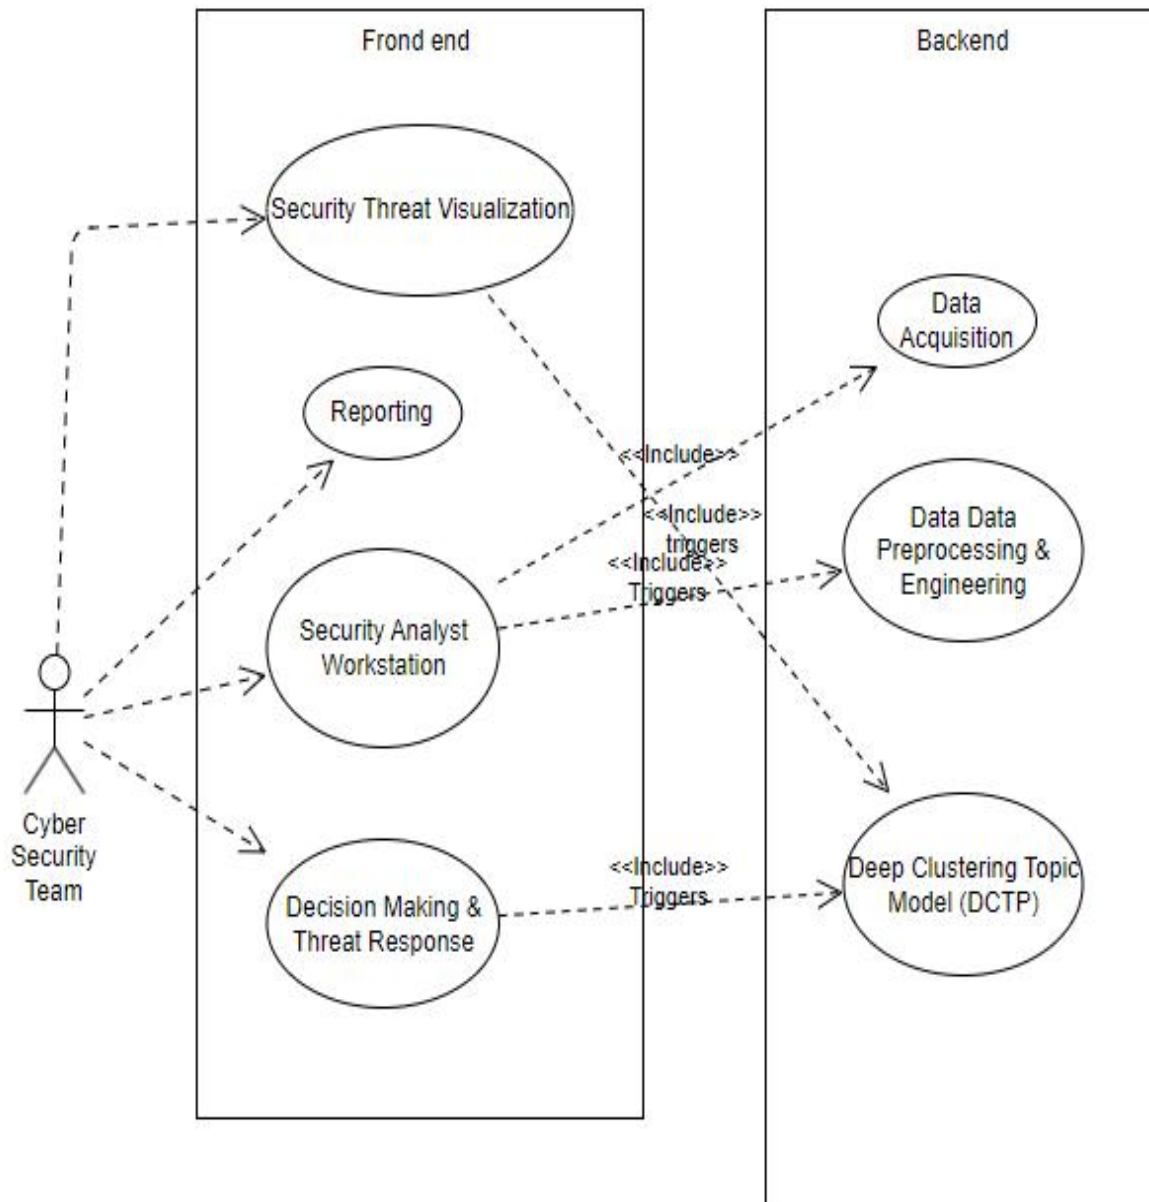 Frond end
Backend
Security Threat Visualization
Data
Acquisition
Reporting
<<Include>>
<<Include>>
triggers
<<Include>>
Triggers
Data Data
Preprocessing &
Engineering
Security Analyst
Workstation
Cyber
Security
Team
Decision Making &
Threat Response
<<Include>>
Triggers
Deep Clustering Topic
Model (DCTP)